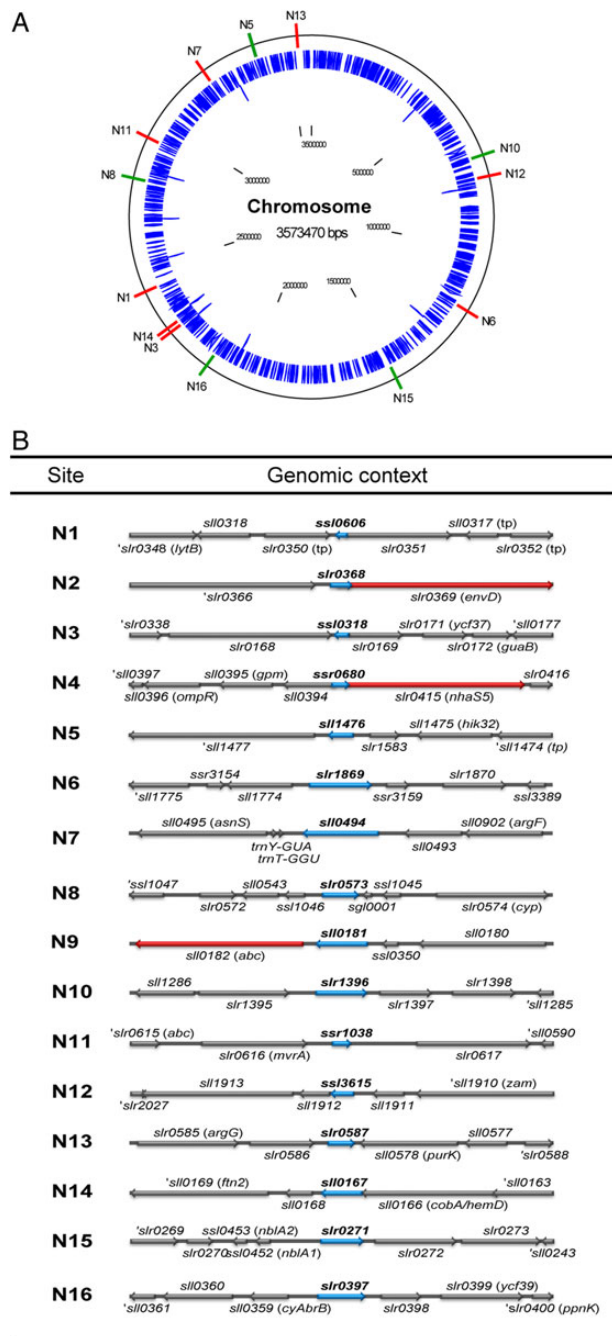 A
N13
N5
N7
N11
N10
N8
N12
3500000
500000
3000000
Chromosome
3573470 bps
2500000
1000000
2000000
1500000
N1
N6
N14
N3
N16
N15
B
Site Genomic context
N1
sll0318 ssl0606 sll0317 (tp)
'slr0348 (lytB) slr0350 (tp) slr0351 slr0352 (tp)
N2
slr0368
'slr0366 slr0369 (envD)
N3
'slr0338 ssl0318 slr0171 (ycf37) 'sll0177
slr0168 slr0169 slr0172 (guaB)
N4
'sll0397 sll0395 (gpm) ssr0680 slr0416
sll0396 (ompR) sll0394 slr0415 (nhaS5)
N5
sll1476 sll1475 (hik32)
'sll1477 slr1583 'sll1474 (tp)
N6
ssr3154 slr1869 slr1870
'sll1775 sll1774 ssr3159 ssl3389
N7
sll0495 (asnS) sll0494 sll0902 (argF)
trnY-GUA sll0493
trnT-GGU
N8
'ssl1047 sll0543 slr0573 ssl1045
slr0572 ssl1046 sgl0001 slr0574 (cyp)
N9
sll0181 sll0180
sll0182 (abc) ssl0350
N10
sll1286 slr1396 slr1398
slr1395 slr1397 'sll1285
N11
'slr0615 (abc) ssr1038 'sll0590
slr0616 (mvrA) slr0617
N12
sll1913 ssl3615 'sll1910 (zam)
'slr2027 sll1912 sll1911
N13
slr0585 (argG) slr0587 sll0577
slr0586 sll0578 (purK) 'slr0588
N14
'sll0169 (ftn2) sll0167 'sll0163
sll0168 sll0166 (cobA/hemD)
N15
'slr0269 ssl0453 (nblA2) slr0271 slr0273
slr0270 ssl0452 (nblA1) slr0272 'sll0243
N16
sll0360 slr0397 slr0399 (ycf39)
'sll0361 sll0359 (cyAbrB) slr0398 'slr0400 (ppnK)